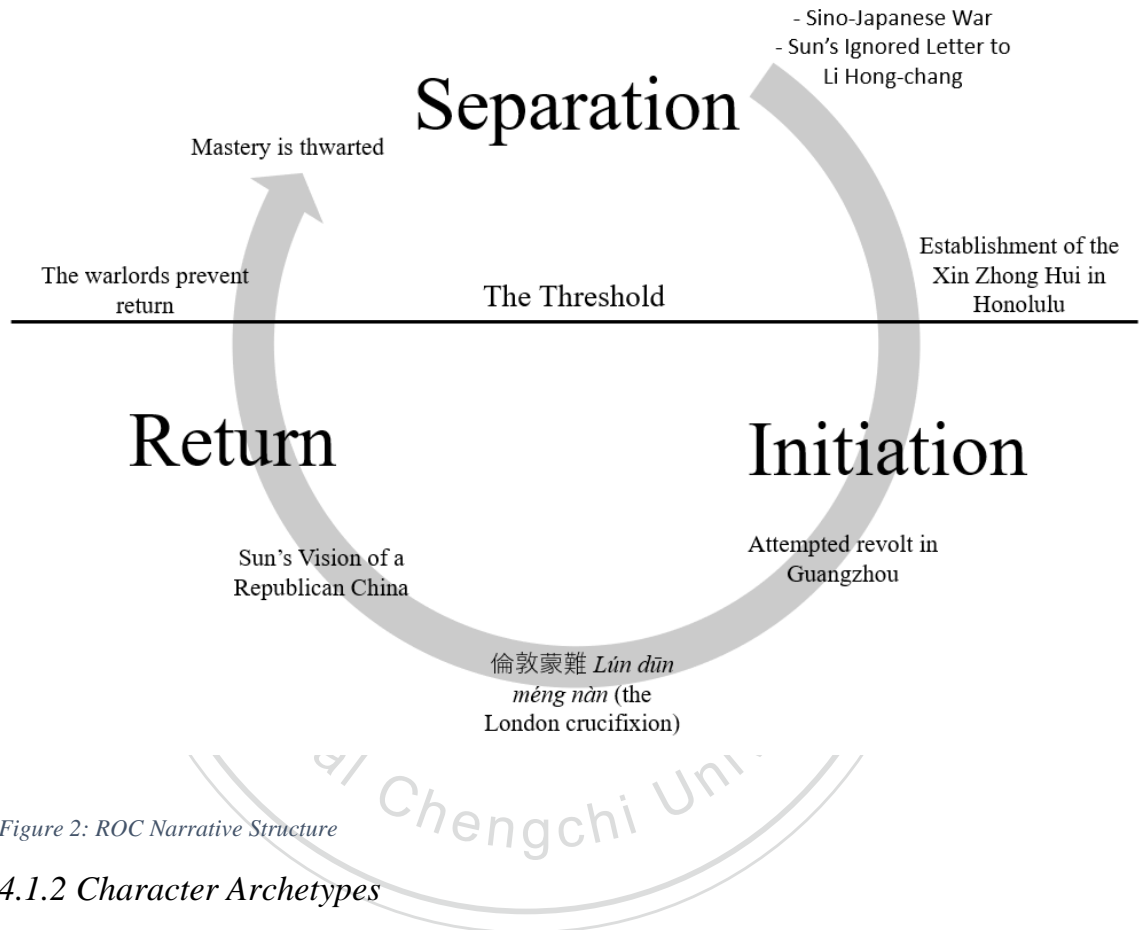 - Sino-Japanese War
- Sun's Ignored Letter to
Li Hong-chang
Separation
Mastery is thwarted
Establishment of the
Xin Zhong Hui in
Honolulu
The warlords prevent
return
The Threshold
Return
Initiation
Attempted revolt in
Guangzhou
Sun's Vision of a
Republican China
倫敦蒙難 Lún dūn
méng nàn (the
London crucifixion)
Chengchi
Figure 2: ROC Narrative Structure
4.1.2 Character Archetypes